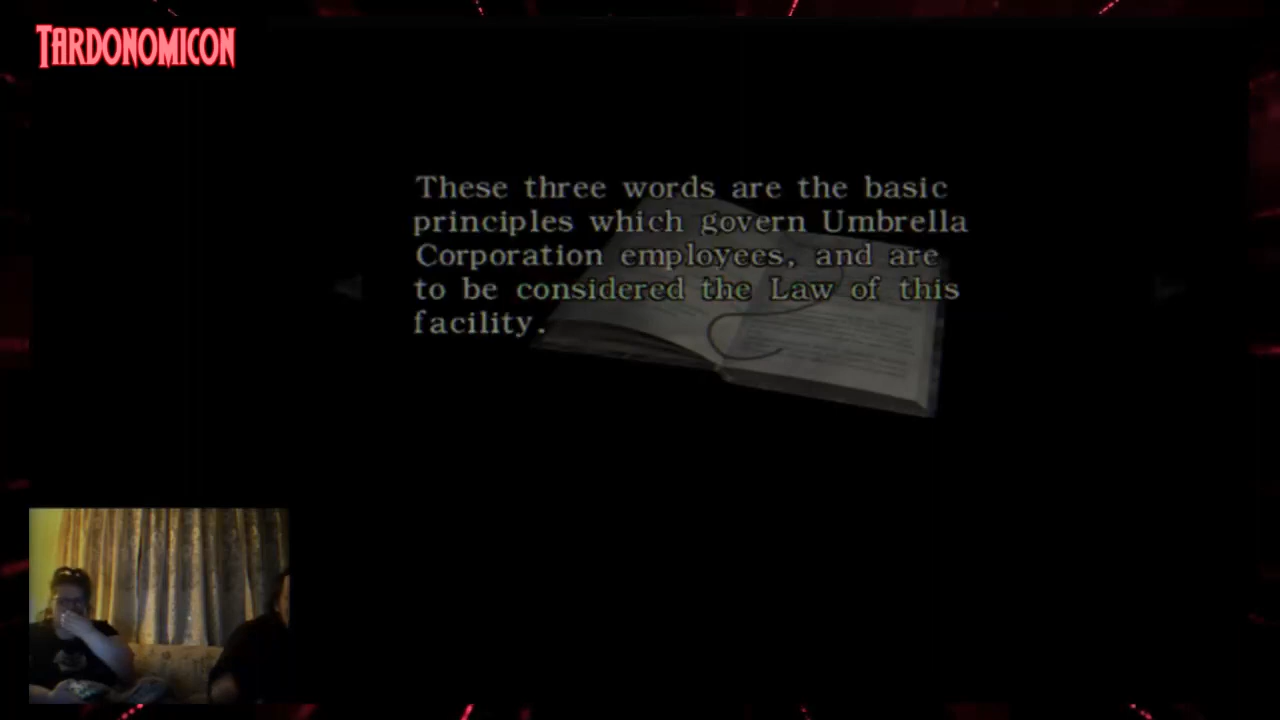 TARDONOMICON
These three words are the basic
principles which govern Umbrella
Corporation employees, and are
to be considered the Law of this
facility.